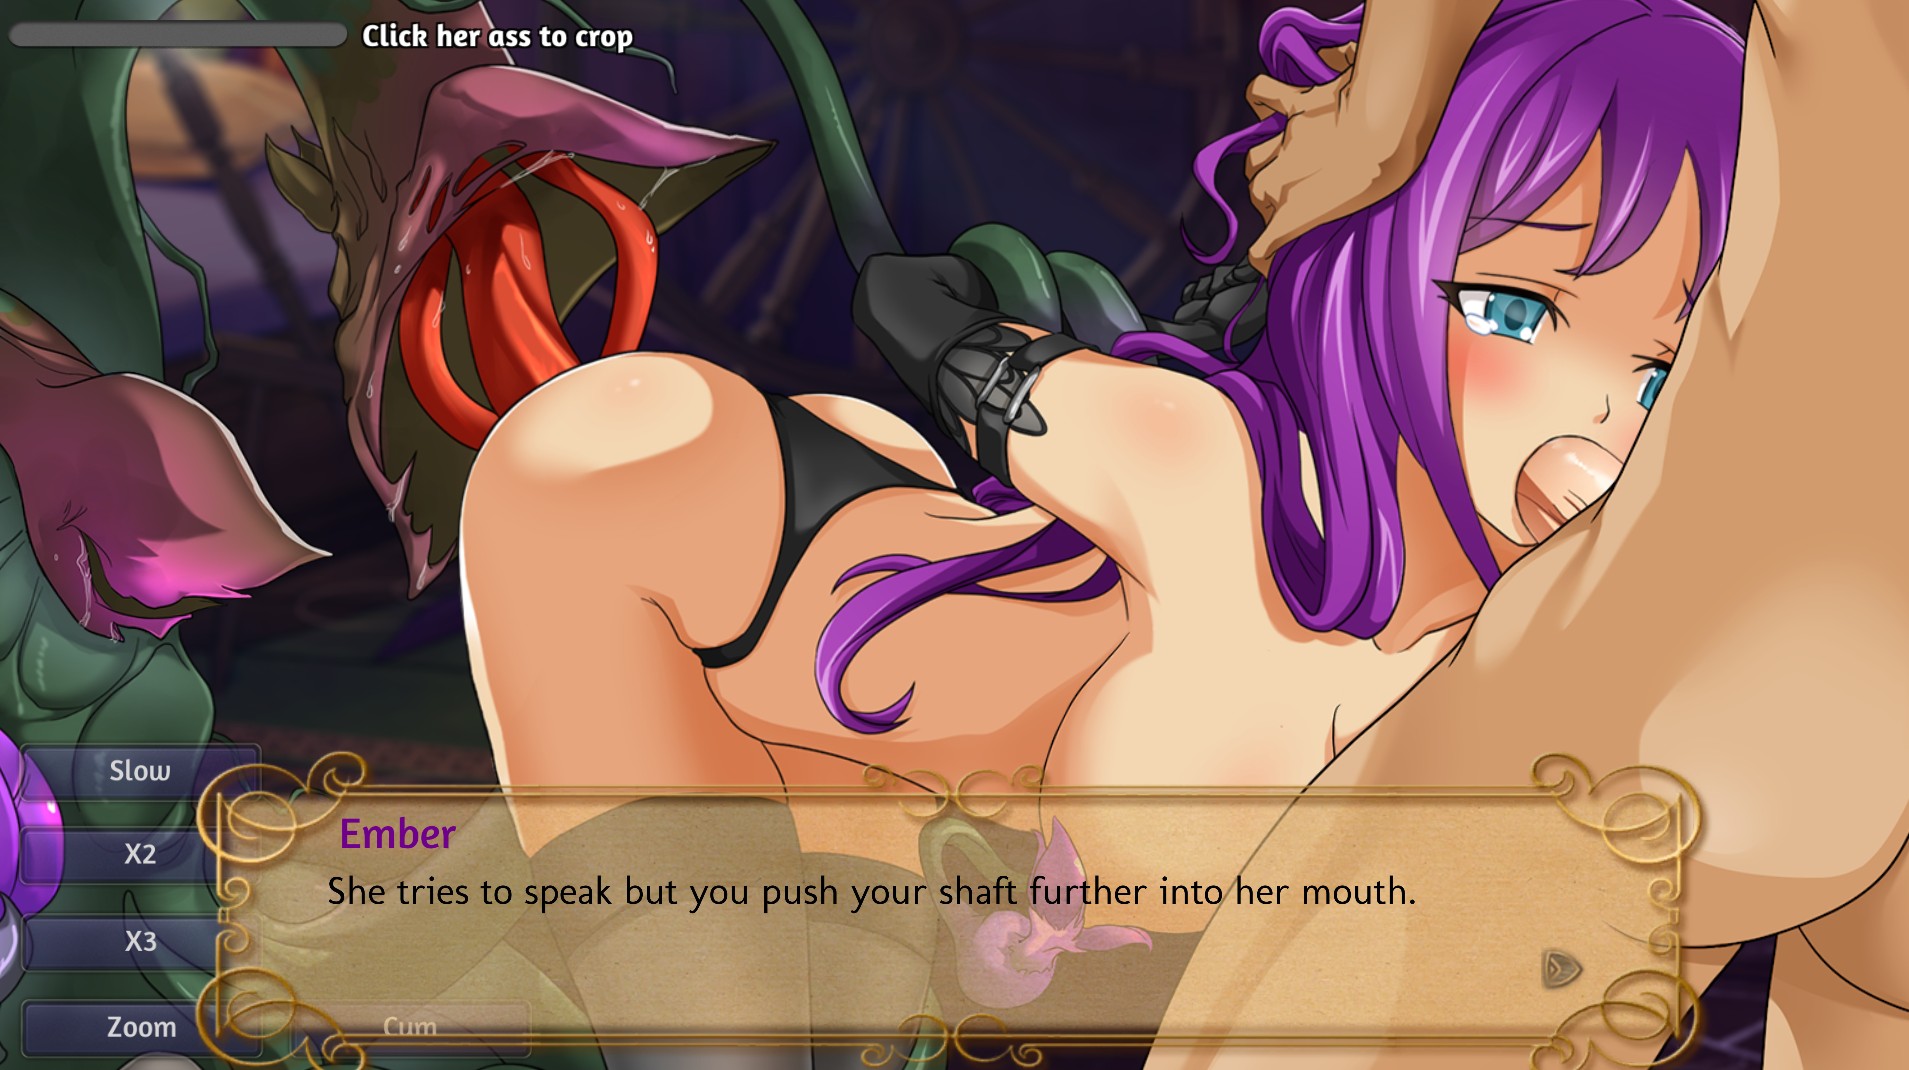 Click her ass to crop
Slow
Ember
X2
She tries to speak but you push your shaft further into her mouth.
X3
Zoom
Cum